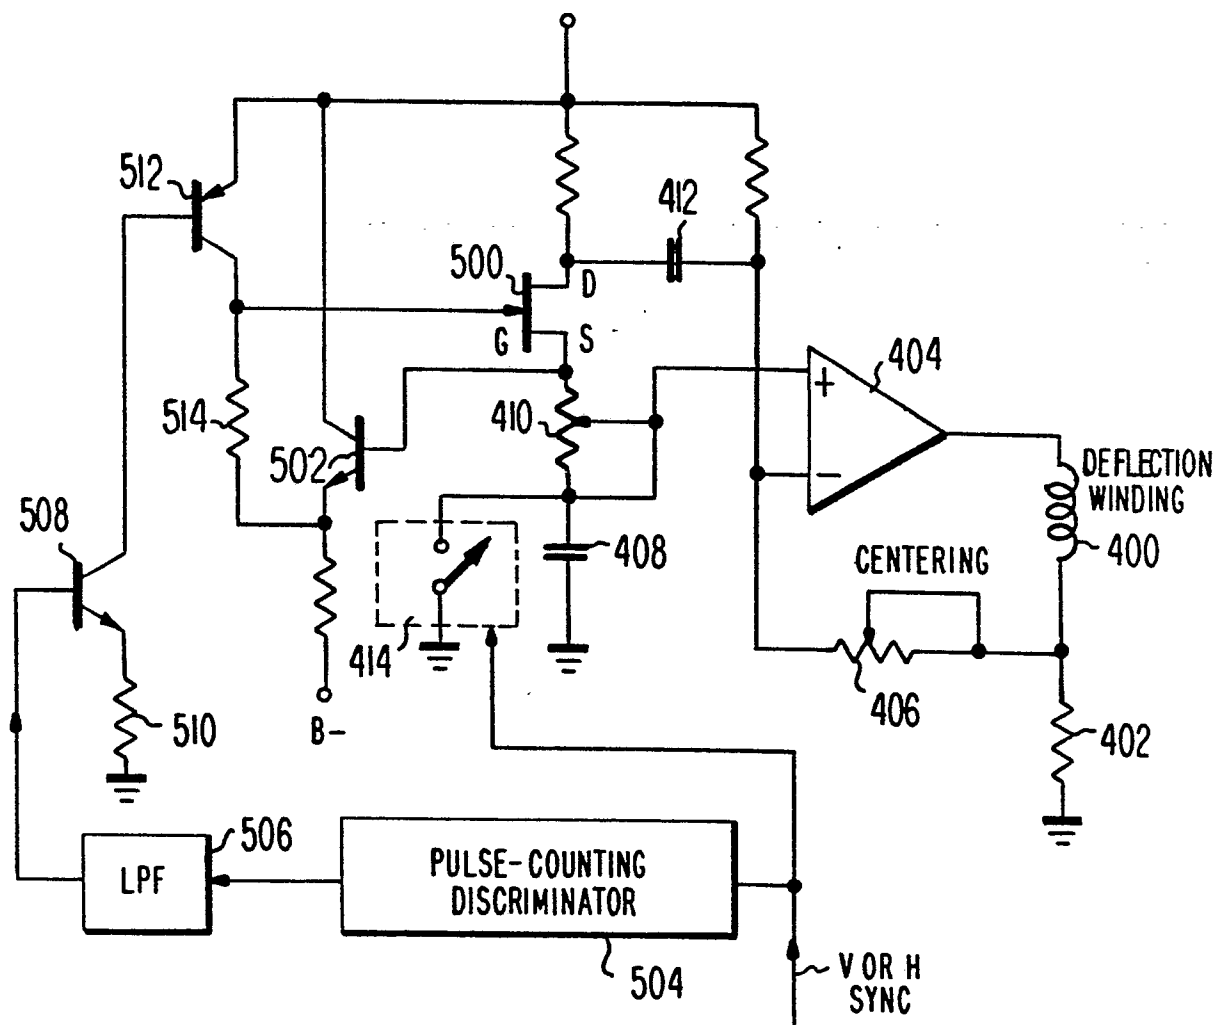 512
412
500
D
G
S
404
+
514
410
502
−
DEFLECTION
WINDING
508
408
400
CENTERING
414
406
510
B-
402
506
LPF
PULSE-COUNTING
DISCRIMINATOR
504
V OR H
SYNC